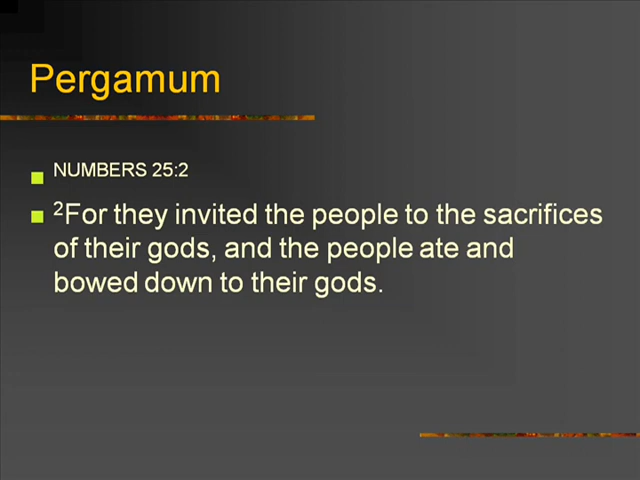 Pergamum
NUMBERS 25:2
²For they invited the people to the sacrifices
of their gods, and the people ate and
bowed down to their gods.